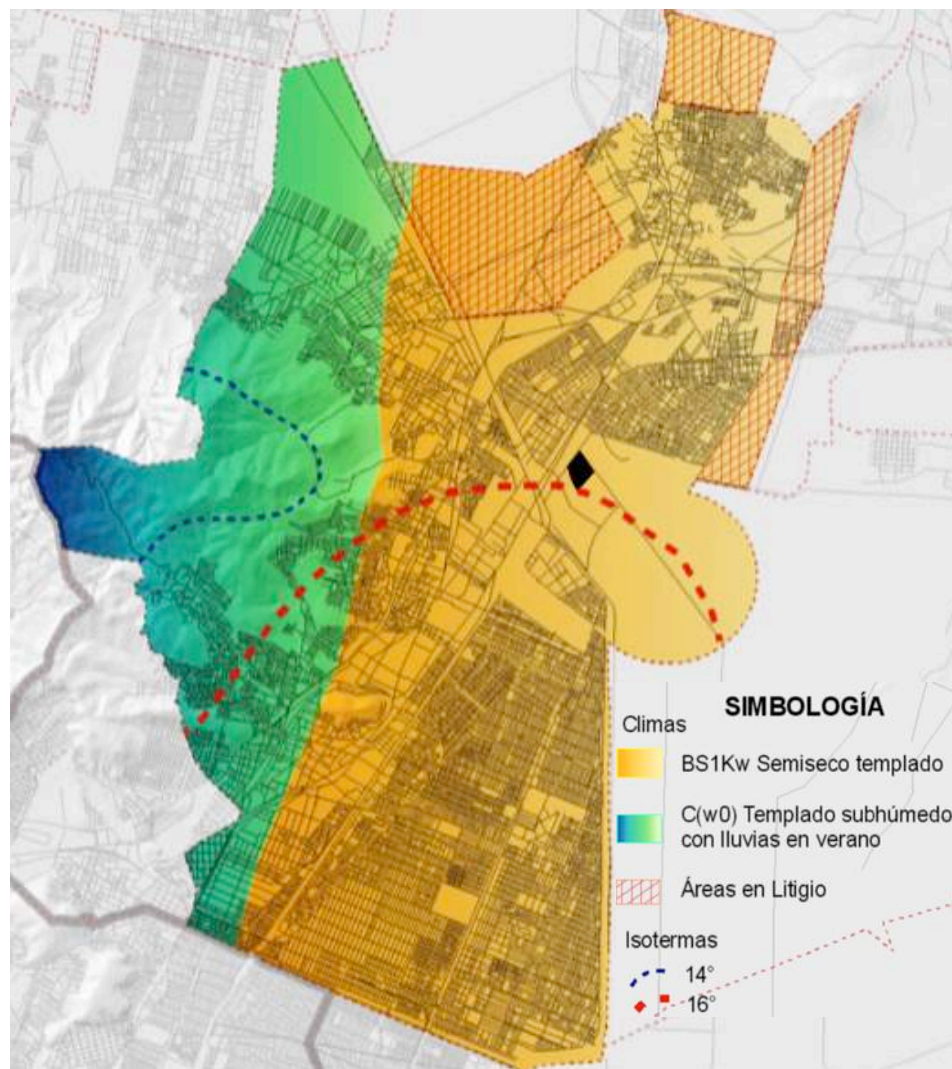 SIMBOLOGÍA
Climas
BS1Kw Semiseco templado
C(w0) Templado subhúmedo
con lluvias en verano
Áreas en Litigio
Isotermas
14°
16°